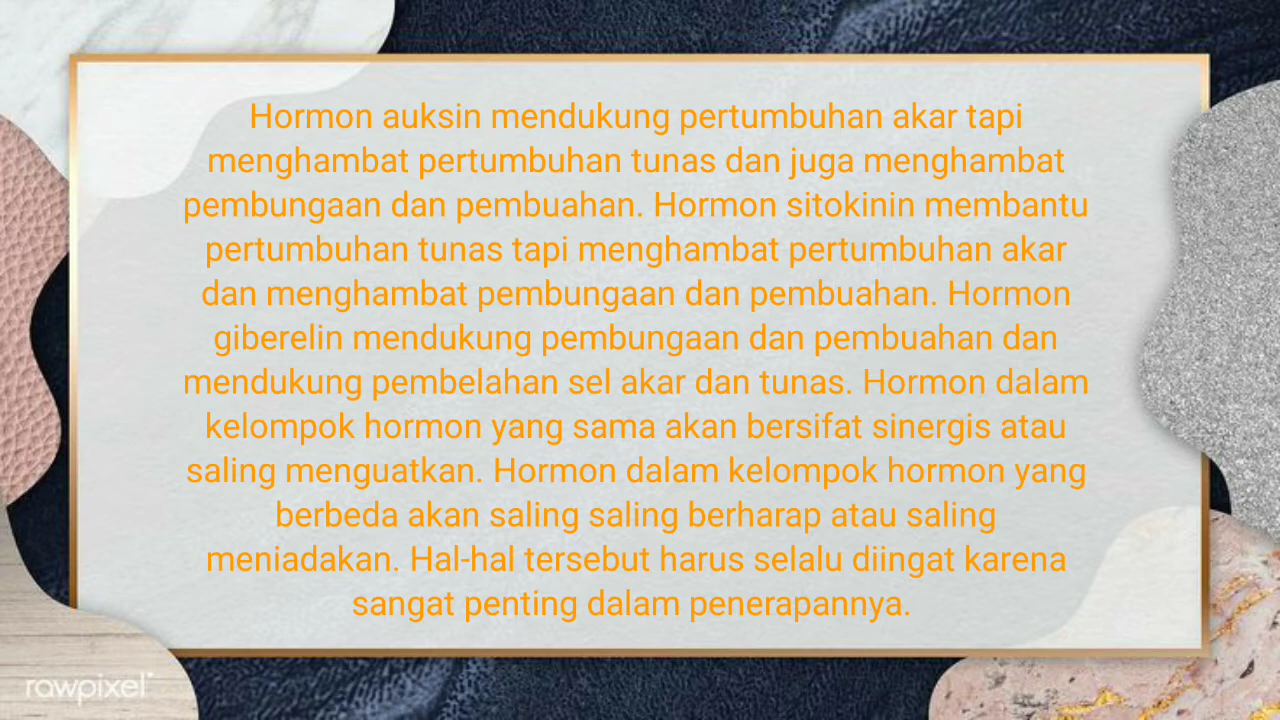 Hormon auksin mendukung pertumbuhan akar tapi
menghambat pertumbuhan tunas dan juga menghambat
pembungaan dan pembuahan. Hormon sitokinin membantu
pertumbuhan tunas tapi menghambat pertumbuhan akar
dan menghambat pembungaan dan pembuahan. Hormon
giberelin mendukung pembungaan dan pembuahan dan
mendukung pembelahan sel akar dan tunas. Hormon dalam
kelompok hormon yang sama akan bersifat sinergis atau
saling menguatkan. Hormon dalam kelompok hormon yang
berbeda akan saling saling berharap atau saling
meniadakan. Hal-hal tersebut harus selalu diingat karena
sangat penting dalam penerapannya.
rawpixel